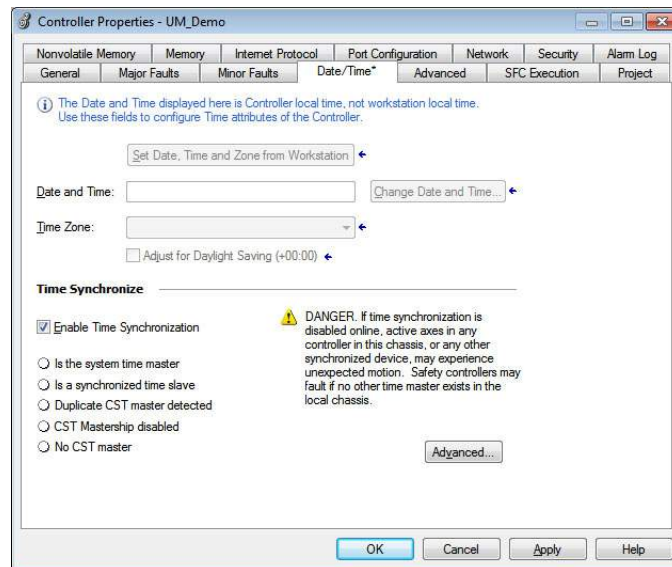 Controller Properties - UM_Demo
Nonvolatile Memory Memory Internet Protocol Port Configuration Network Security Alarm Log
General Major Faults Minor Faults Date/Time* Advanced SFC Execution Project
The Date and Time displayed here is Controller local time, not workstation local time.
Use these fields to configure Time attributes of the Controller.
Set Date, Time and Zone from Workstation
Date and Time: Change Date and Time...
Time Zone:
Adjust for Daylight Saving (+00:00)
Time Synchronize
Enable Time Synchronization
DANGER. If time synchronization is
disabled online, active axes in any
controller in this chassis, or any other
synchronized device, may experience
unexpected motion. Safety controllers may
fault if no other time master exists in the
local chassis.
Is the system time master
Is a synchronized time slave
Duplicate CST master detected
CST Mastership disabled
No CST master
Advanced...
OK Cancel Apply Help